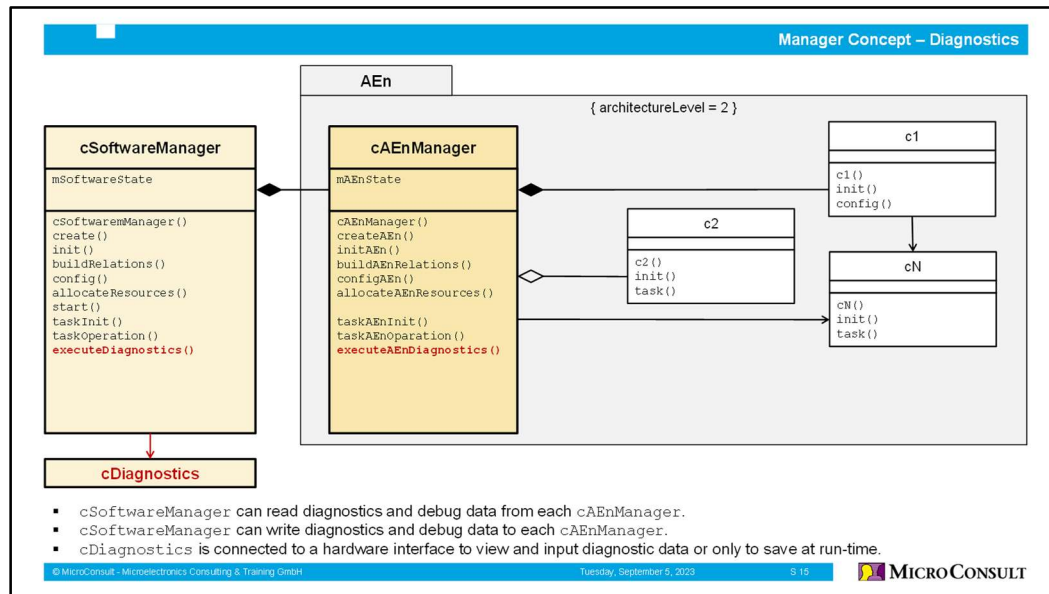 Manager Concept – Diagnostics
AEn
{ architectureLevel = 2 }
cSoftwareManager
mSoftwareState
cSoftwaremManager()
create()
init()
buildRelations()
config()
allocateResources()
start()
taskInit()
taskOperation()
executeDiagnostics()
cAEnManager
mAEnState
cAEnManager()
createAEn()
initAEn()
buildAEnRelations()
configAEn()
allocateAEnResources()
taskAEnInit()
taskAEnOparation()
executeAEnDiagnostics()
c1
c1()
init()
config()
c2
c2()
init()
task()
cN
cN()
init()
task()
cDiagnostics
▪ cSoftwareManager can read diagnostics and debug data from each cAEnManager.
▪ cSoftwareManager can write diagnostics and debug data to each cAEnManager.
▪ cDiagnostics is connected to a hardware interface to view and input diagnostic data or only to save at run-time.
© MicroConsult - Microelectronics Consulting & Training GmbH Tuesday, September 5, 2023 S 15 MICROCONSULT